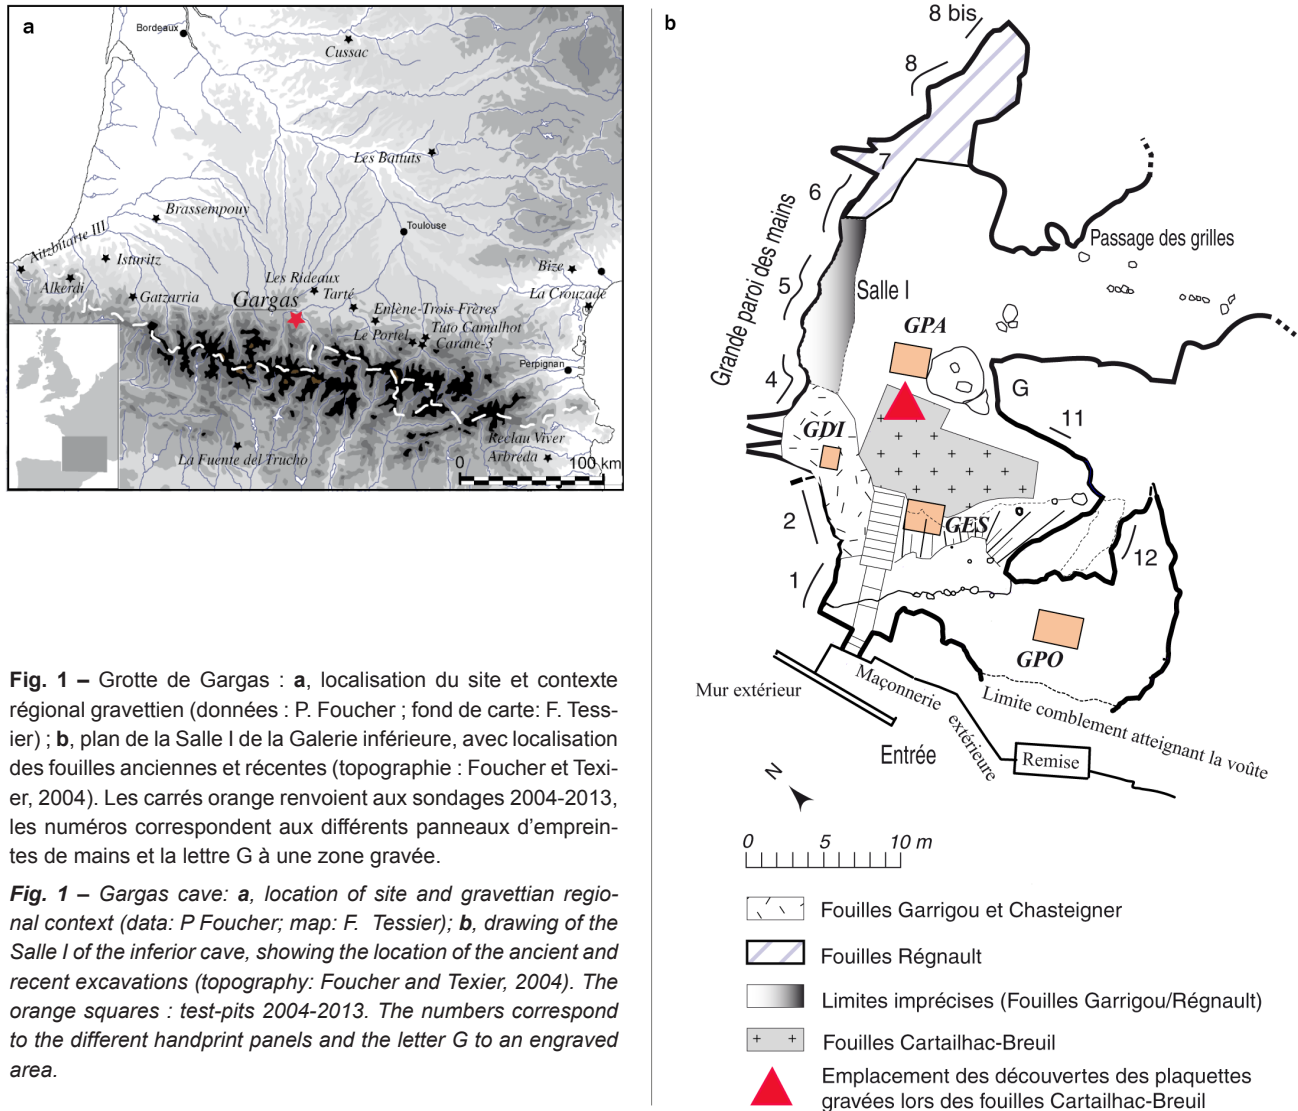 a
Bordeaux
Cussac
Les Battuts
Brassempouy
Toulouse
Aitzbitarte III
Isturitz
Bize
Alkerdi
Les Rideaux
La Crouzade
Gatzarria
Gargas
Tarté
Enlène-Trois-Frères
Tuto Camalhot
Le Portel
Carane-3
Perpignan
Reclau Viver
La Fuente del Trucho
Arbreda
0 100 km
Fig. 1 – Grotte de Gargas : a, localisation du site et contexte
régional gravettien (données : P. Foucher ; fond de carte: F. Tess-
ier) ; b, plan de la Salle I de la Galerie inférieure, avec localisation
des fouilles anciennes et récentes (topographie : Foucher et Texi-
er, 2004). Les carrés orange renvoient aux sondages 2004-2013,
les numéros correspondent aux différents panneaux d'emprein-
tes de mains et la lettre G à une zone gravée.
Fig. 1 – Gargas cave: a, location of site and gravettian regio-
nal context (data: P Foucher; map: F. Tessier); b, drawing of the
Salle I of the inferior cave, showing the location of the ancient and
recent excavations (topography: Foucher and Texier, 2004). The
orange squares : test-pits 2004-2013. The numbers correspond
to the different handprint panels and the letter G to an engraved
area.
b
8 bis
8
7
6
Grande paroi des mains
Passage des grilles
5
Salle I
GPA
4
G
11
GDI
2
GES
12
1
GPO
Mur extérieur
Maçonnerie extérieure
Limite comblement atteignant la voûte
Entrée
Remise
N
0 5 10 m
Fouilles Garrigou et Chasteigner
Fouilles Régnault
Limites imprécises (Fouilles Garrigou/Régnault)
Fouilles Cartailhac-Breuil
Emplacement des découvertes des plaquettes
gravées lors des fouilles Cartailhac-Breuil